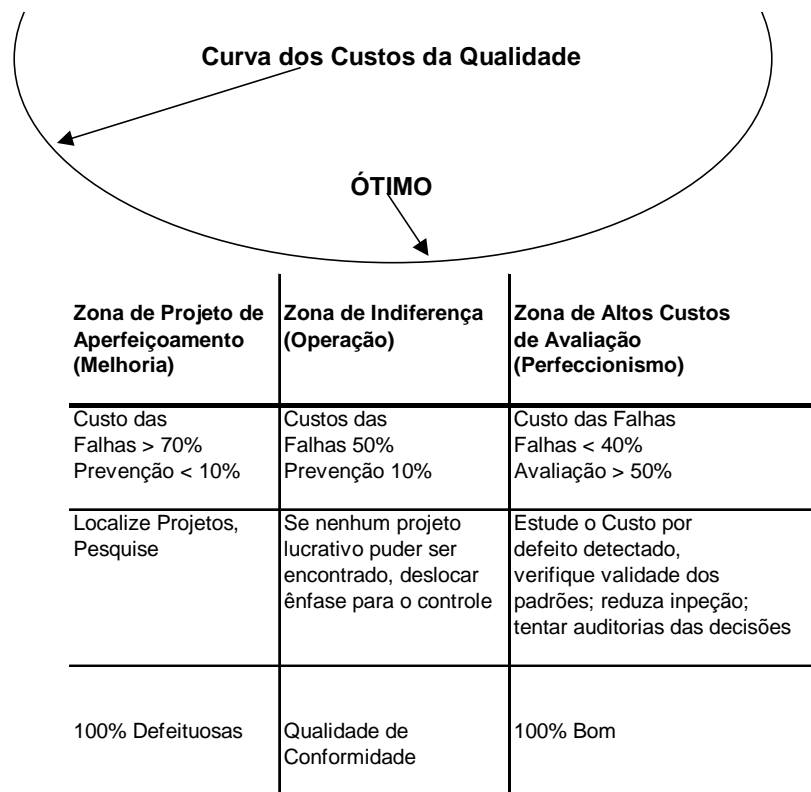 Curva dos Custos da Qualidade
ÓTIMO
Zona de Projeto de
Aperfeiçoamento
(Melhoria)
Zona de Indiferença
(Operação)
Zona de Altos Custos
de Avaliação
(Perfeccionismo)
Custo das
Falhas > 70%
Prevenção < 10%
Custos das
Falhas 50%
Prevenção 10%
Custo das Falhas
Falhas < 40%
Avaliação > 50%
Localize Projetos,
Pesquise
Se nenhum projeto
lucrativo puder ser
encontrado, deslocar
ênfase para o controle
Estude o Custo por
defeito detectado,
verifique validade dos
padrões; reduza inpeção;
tentar auditorias das decisões
100% Defeituosas
Qualidade de
Conformidade
100% Bom